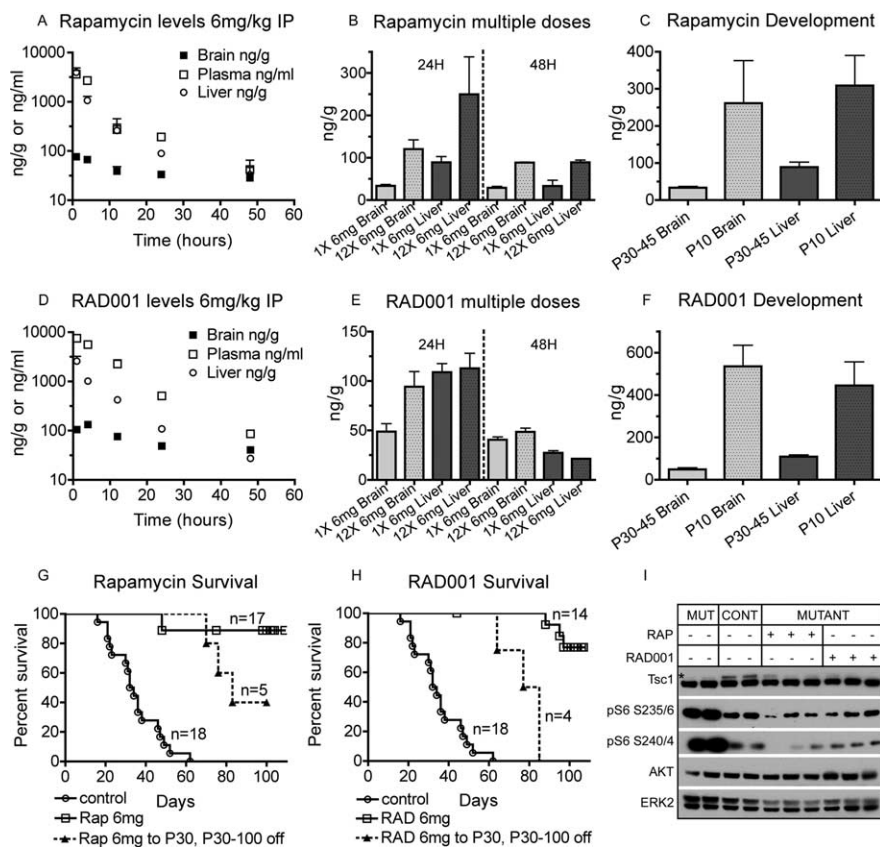 A Rapamycin levels 6mg/kg IP
10000
1000
100
10
ng/g or ng/ml
Brain ng/g
Plasma ng/ml
Liver ng/g
0 10 20 30 40 50 60
Time (hours)
B Rapamycin multiple doses
300
200
100
0
ng/g
24H 48H
1X 6mg Brain
12X 6mg Brain
1X 6mg Liver
12X 6mg Liver
1X 6mg Brain
12X 6mg Brain
1X 6mg Liver
12X 6mg Liver
C Rapamycin Development
400
300
200
100
0
ng/g
P30-45 Brain
P10 Brain
P30-45 Liver
P10 Liver
D RAD001 levels 6mg/kg IP
10000
1000
100
10
ng/g or ng/ml
Brain ng/g
Plasma ng/ml
Liver ng/g
0 20 40 60
Time (hours)
E RAD001 multiple doses
150
100
50
0
ng/g
24H 48H
1X 6mg Brain
12X 6mg Brain
1X 6mg Liver
12X 6mg Liver
1X 6mg Brain
12X 6mg Brain
1X 6mg Liver
12X 6mg Liver
F RAD001 Development
600
400
200
0
ng/g
P30-45 Brain
P10 Brain
P30-45 Liver
P10 Liver
G Rapamycin Survival
100
80
60
40
20
0
Percent survival
n=17
n=5
n=18
0 20 40 60 80 100
Days
control
Rap 6mg
Rap 6mg to P30, P30-100 off
H RAD001 Survival
100
80
60
40
20
0
Percent survival
n=14
n=18
n=4
0 20 40 60 80 100
Days
control
RAD 6mg
RAD 6mg to P30, P30-100 off
I
MUT CONT MUTANT
RAP - - - - + + + - - -
RAD001 - - - - - - - + + +
Tsc1 *
pS6 S235/6
pS6 S240/4
AKT
ERK2